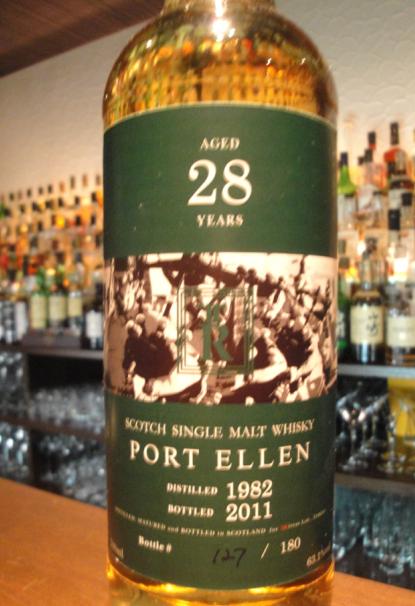 AGED
28
YEARS
R
SCOTCH SINGLE MALT WHISKY
PORT ELLEN
DISTILLED 1982
BOTTLED 2011
MATURED and BOTTLED IN SCOTLAND for
Bottle # 127 / 180